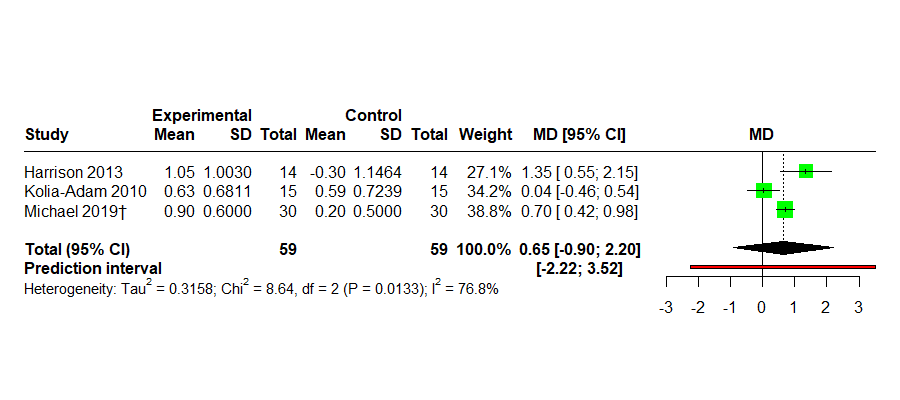 Experimental Control
Study Mean SD Total Mean SD Total Weight MD [95% CI] MD
Harrison 2013 1.05 1.0030 14 -0.30 1.1464 14 27.1% 1.35 [ 0.55; 2.15]
Kolia-Adam 2010 0.63 0.6811 15 0.59 0.7239 15 34.2% 0.04 [-0.46; 0.54]
Michael 2019† 0.90 0.6000 30 0.20 0.5000 30 38.8% 0.70 [ 0.42; 0.98]
Total (95% CI) 59 59 100.0% 0.65 [-0.90; 2.20]
Prediction interval [-2.22; 3.52]
Heterogeneity: Tau² = 0.3158; Chi² = 8.64, df = 2 (P = 0.0133); I² = 76.8%
-3 -2 -1 0 1 2 3